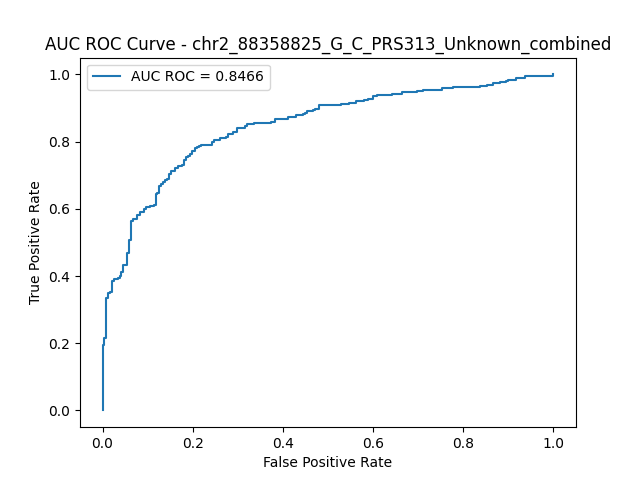 AUC ROC Curve - chr2_88358825_G_C_PRS313_Unknown_combined
AUC ROC = 0.8466
True Positive Rate
1.0
0.8
0.6
0.4
0.2
0.0
0.0 0.2 0.4 0.6 0.8 1.0
False Positive Rate